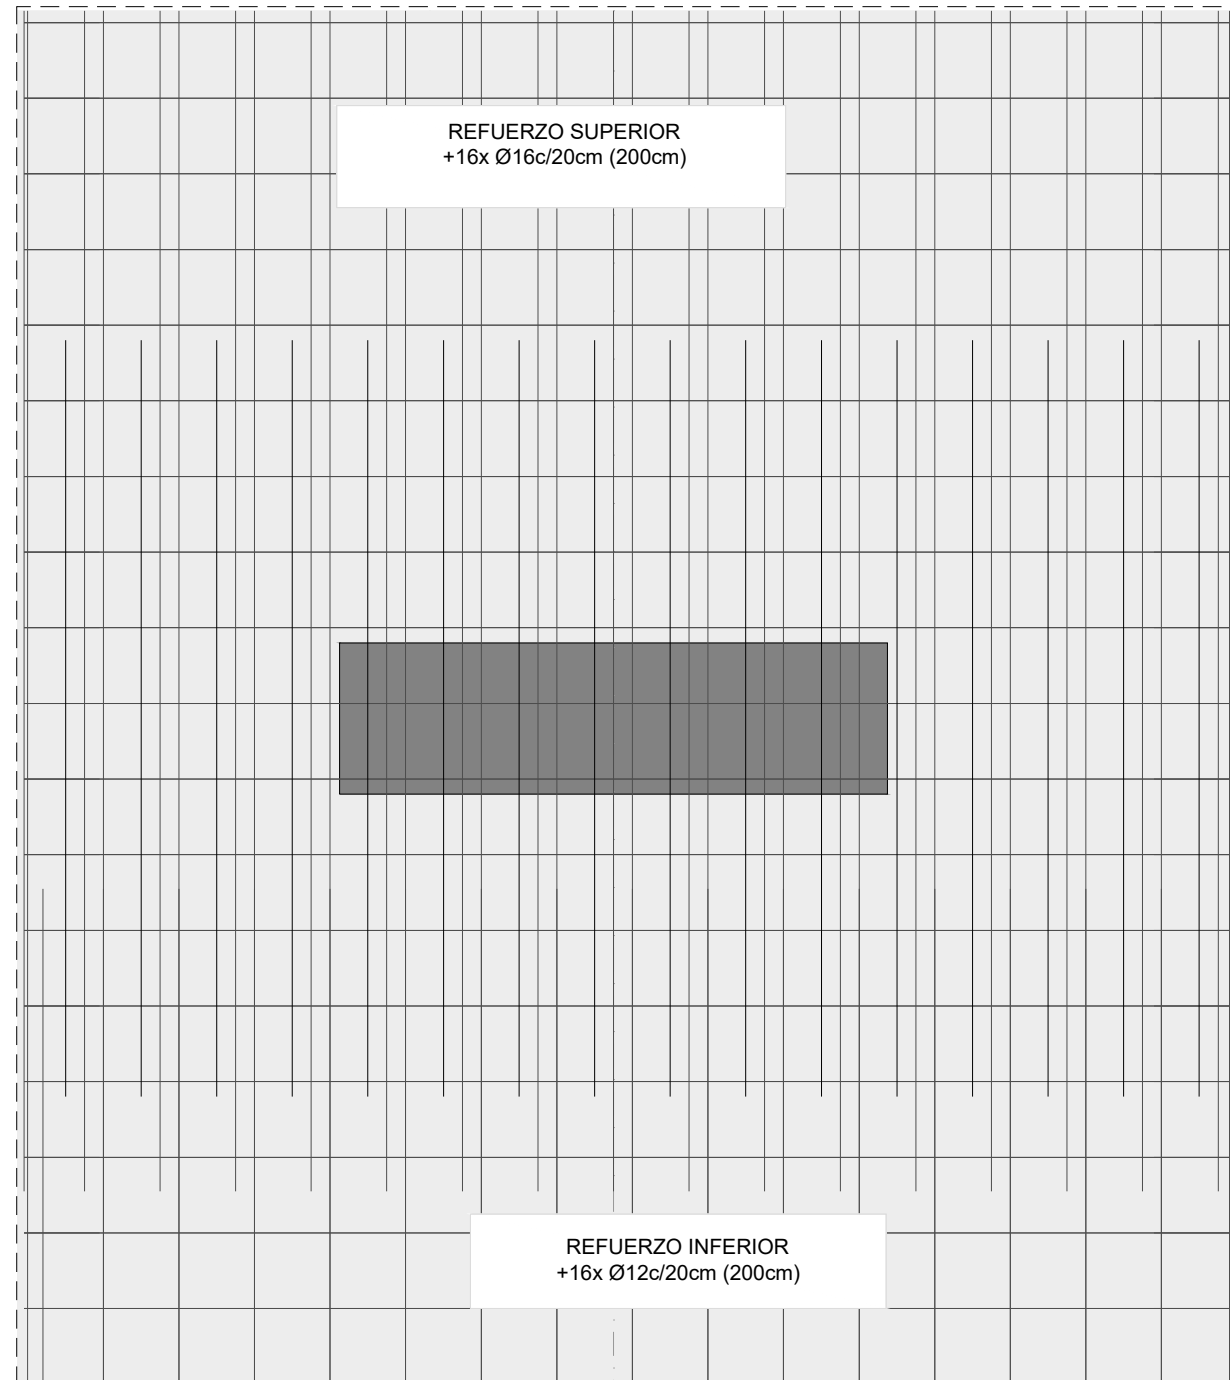 REFUERZO SUPERIOR
+16x Ø16c/20cm (200cm)
REFUERZO INFERIOR
+16x Ø12c/20cm (200cm)